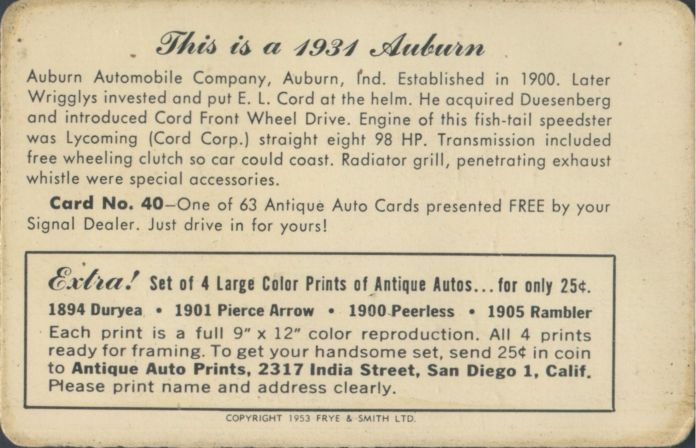 This is a 1931 Auburn
Auburn Automobile Company, Auburn, Ind. Established in 1900. Later
Wrigglys invested and put E. L. Cord at the helm. He acquired Duesenberg
and introduced Cord Front Wheel Drive. Engine of this fish-tail speedster
was Lycoming (Cord Corp.) straight eight 98 HP. Transmission included
free wheeling clutch so car could coast. Radiator grill, penetrating exhaust
whistle were special accessories.
Card No. 40—One of 63 Antique Auto Cards presented FREE by your
Signal Dealer. Just drive in for yours!
Extra! Set of 4 Large Color Prints of Antique Autos...for only 25¢.
1894 Duryea • 1901 Pierce Arrow • 1900 Peerless • 1905 Rambler
Each print is a full 9" x 12" color reproduction. All 4 prints
ready for framing. To get your handsome set, send 25¢ in coin
to Antique Auto Prints, 2317 India Street, San Diego 1, Calif.
Please print name and address clearly.
COPYRIGHT 1953 FRYE & SMITH LTD.